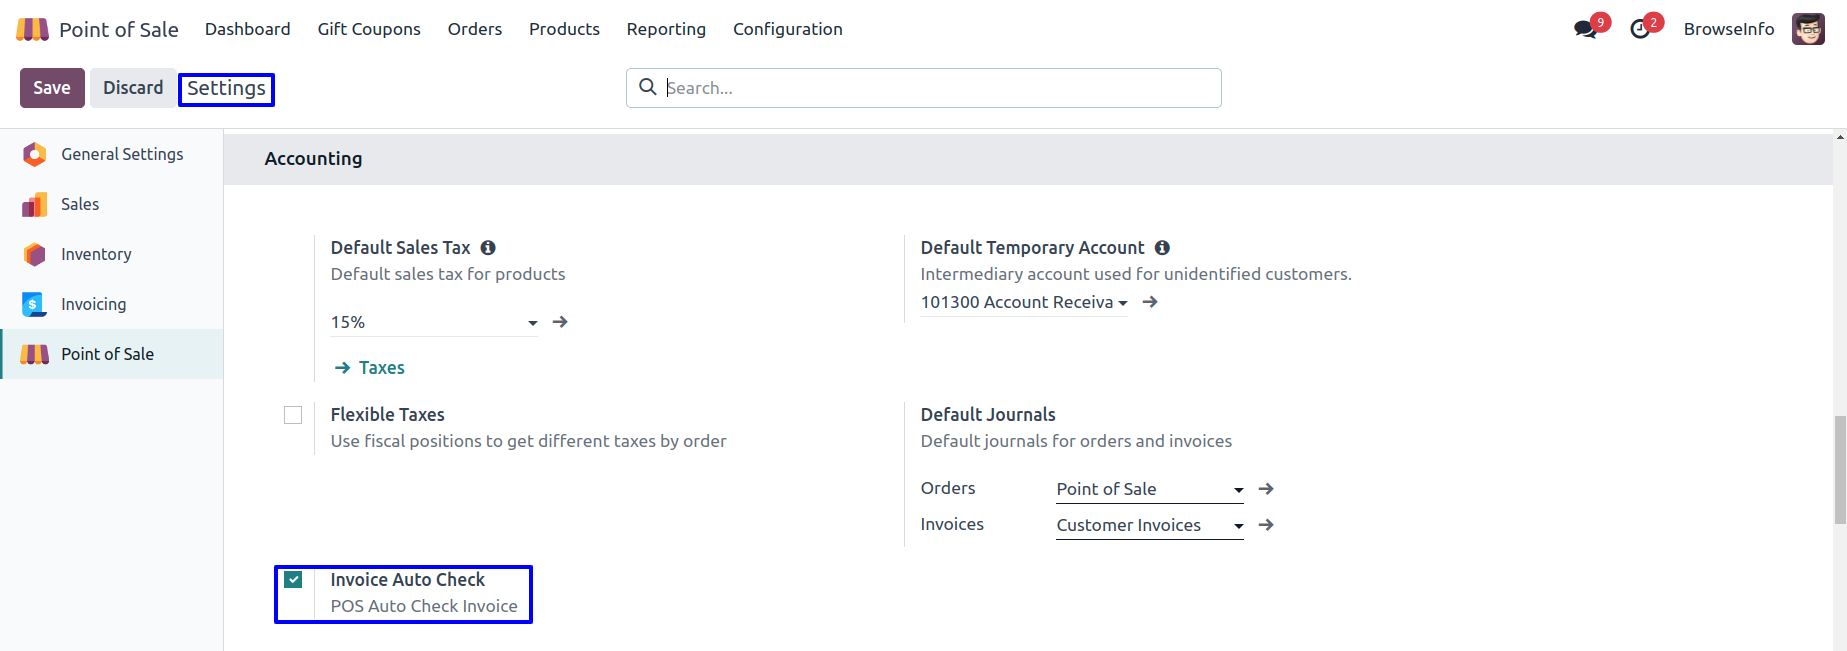 Point of Sale Dashboard Gift Coupons Orders Products Reporting Configuration 9 2 BrowseInfo
Save Discard Settings Search...
General Settings
Sales
Inventory
Invoicing
Point of Sale
Accounting
Default Sales Tax
Default sales tax for products
15%
Taxes
Default Temporary Account
Intermediary account used for unidentified customers.
101300 Account Receiva
Flexible Taxes
Use fiscal positions to get different taxes by order
Default Journals
Default journals for orders and invoices
Orders Point of Sale
Invoices Customer Invoices
Invoice Auto Check
POS Auto Check Invoice